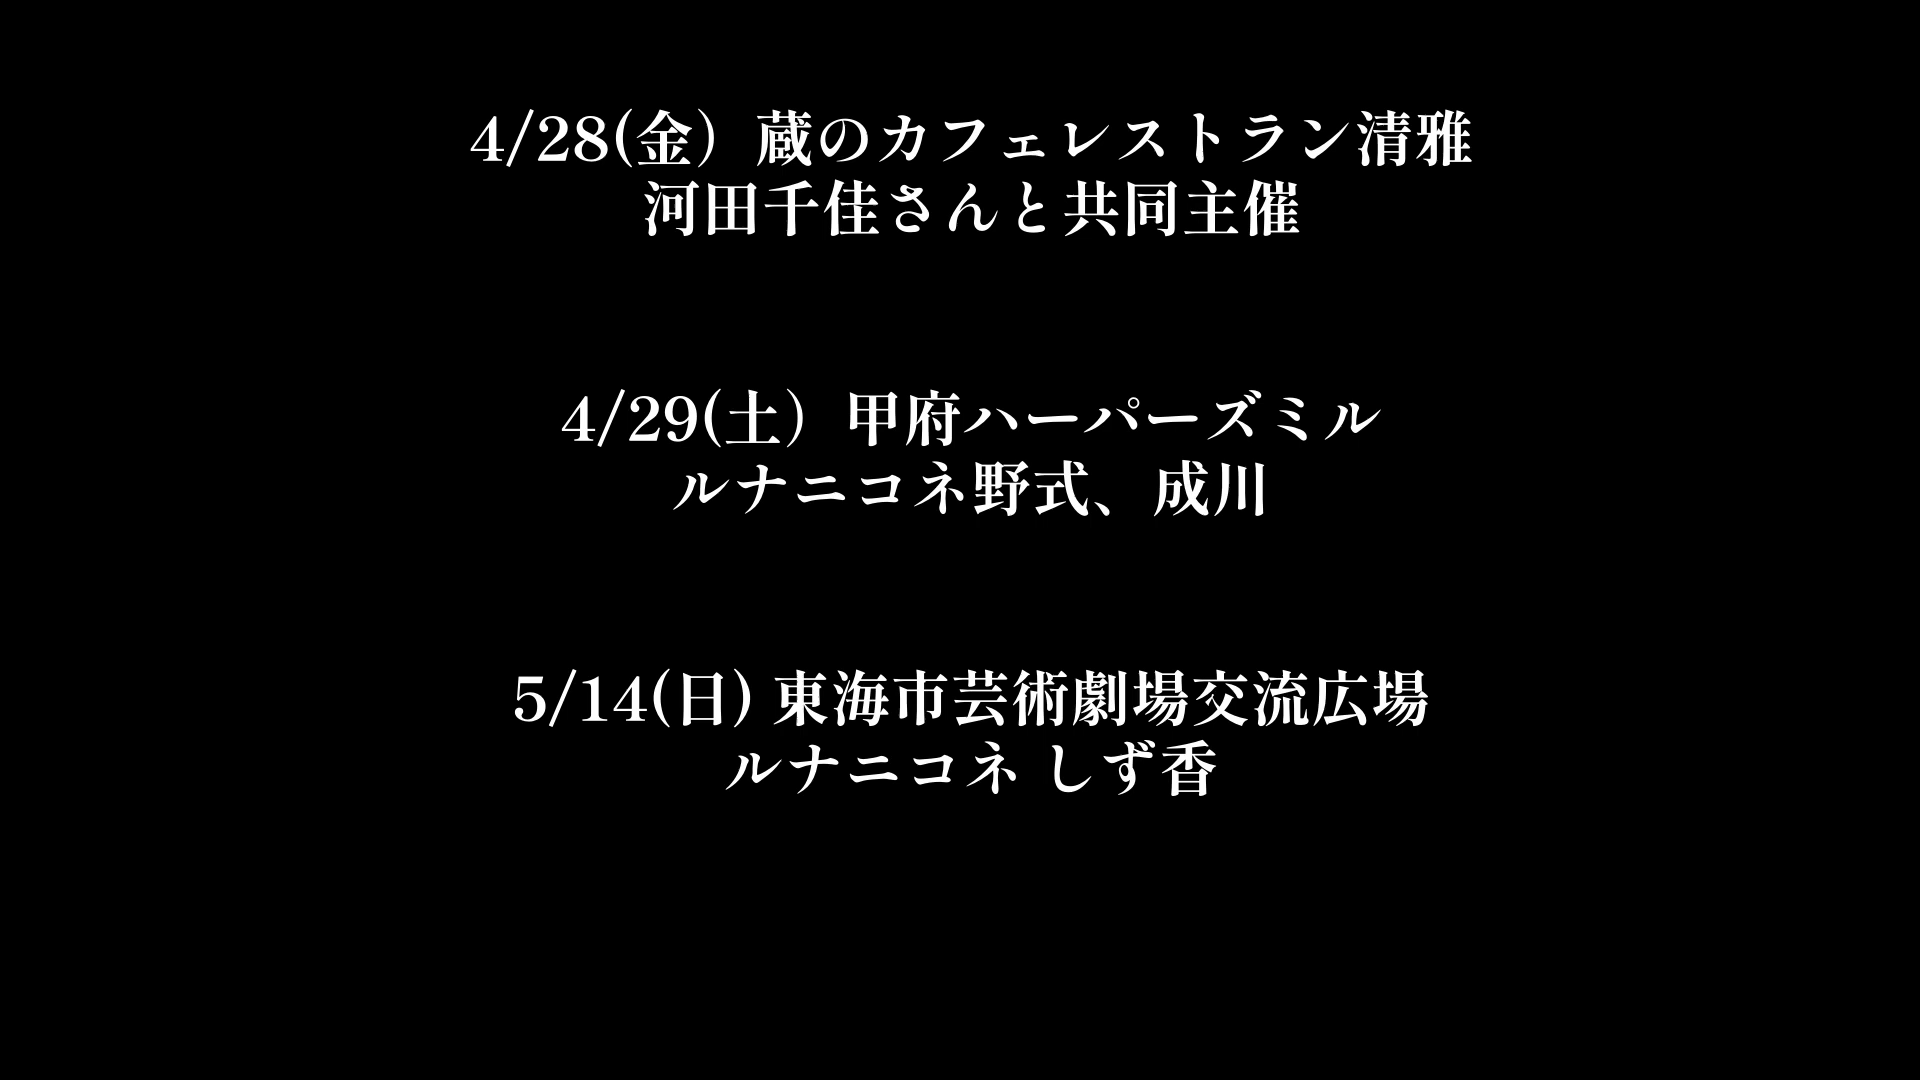 4/28(金）蔵のカフェレストラン清雅
河田千佳さんと共同主催
4/29(土）甲府ハーパーズミル
ルナニコネ野式、成川
5/14(日) 東海市芸術劇場交流広場
ルナニコネ しず香